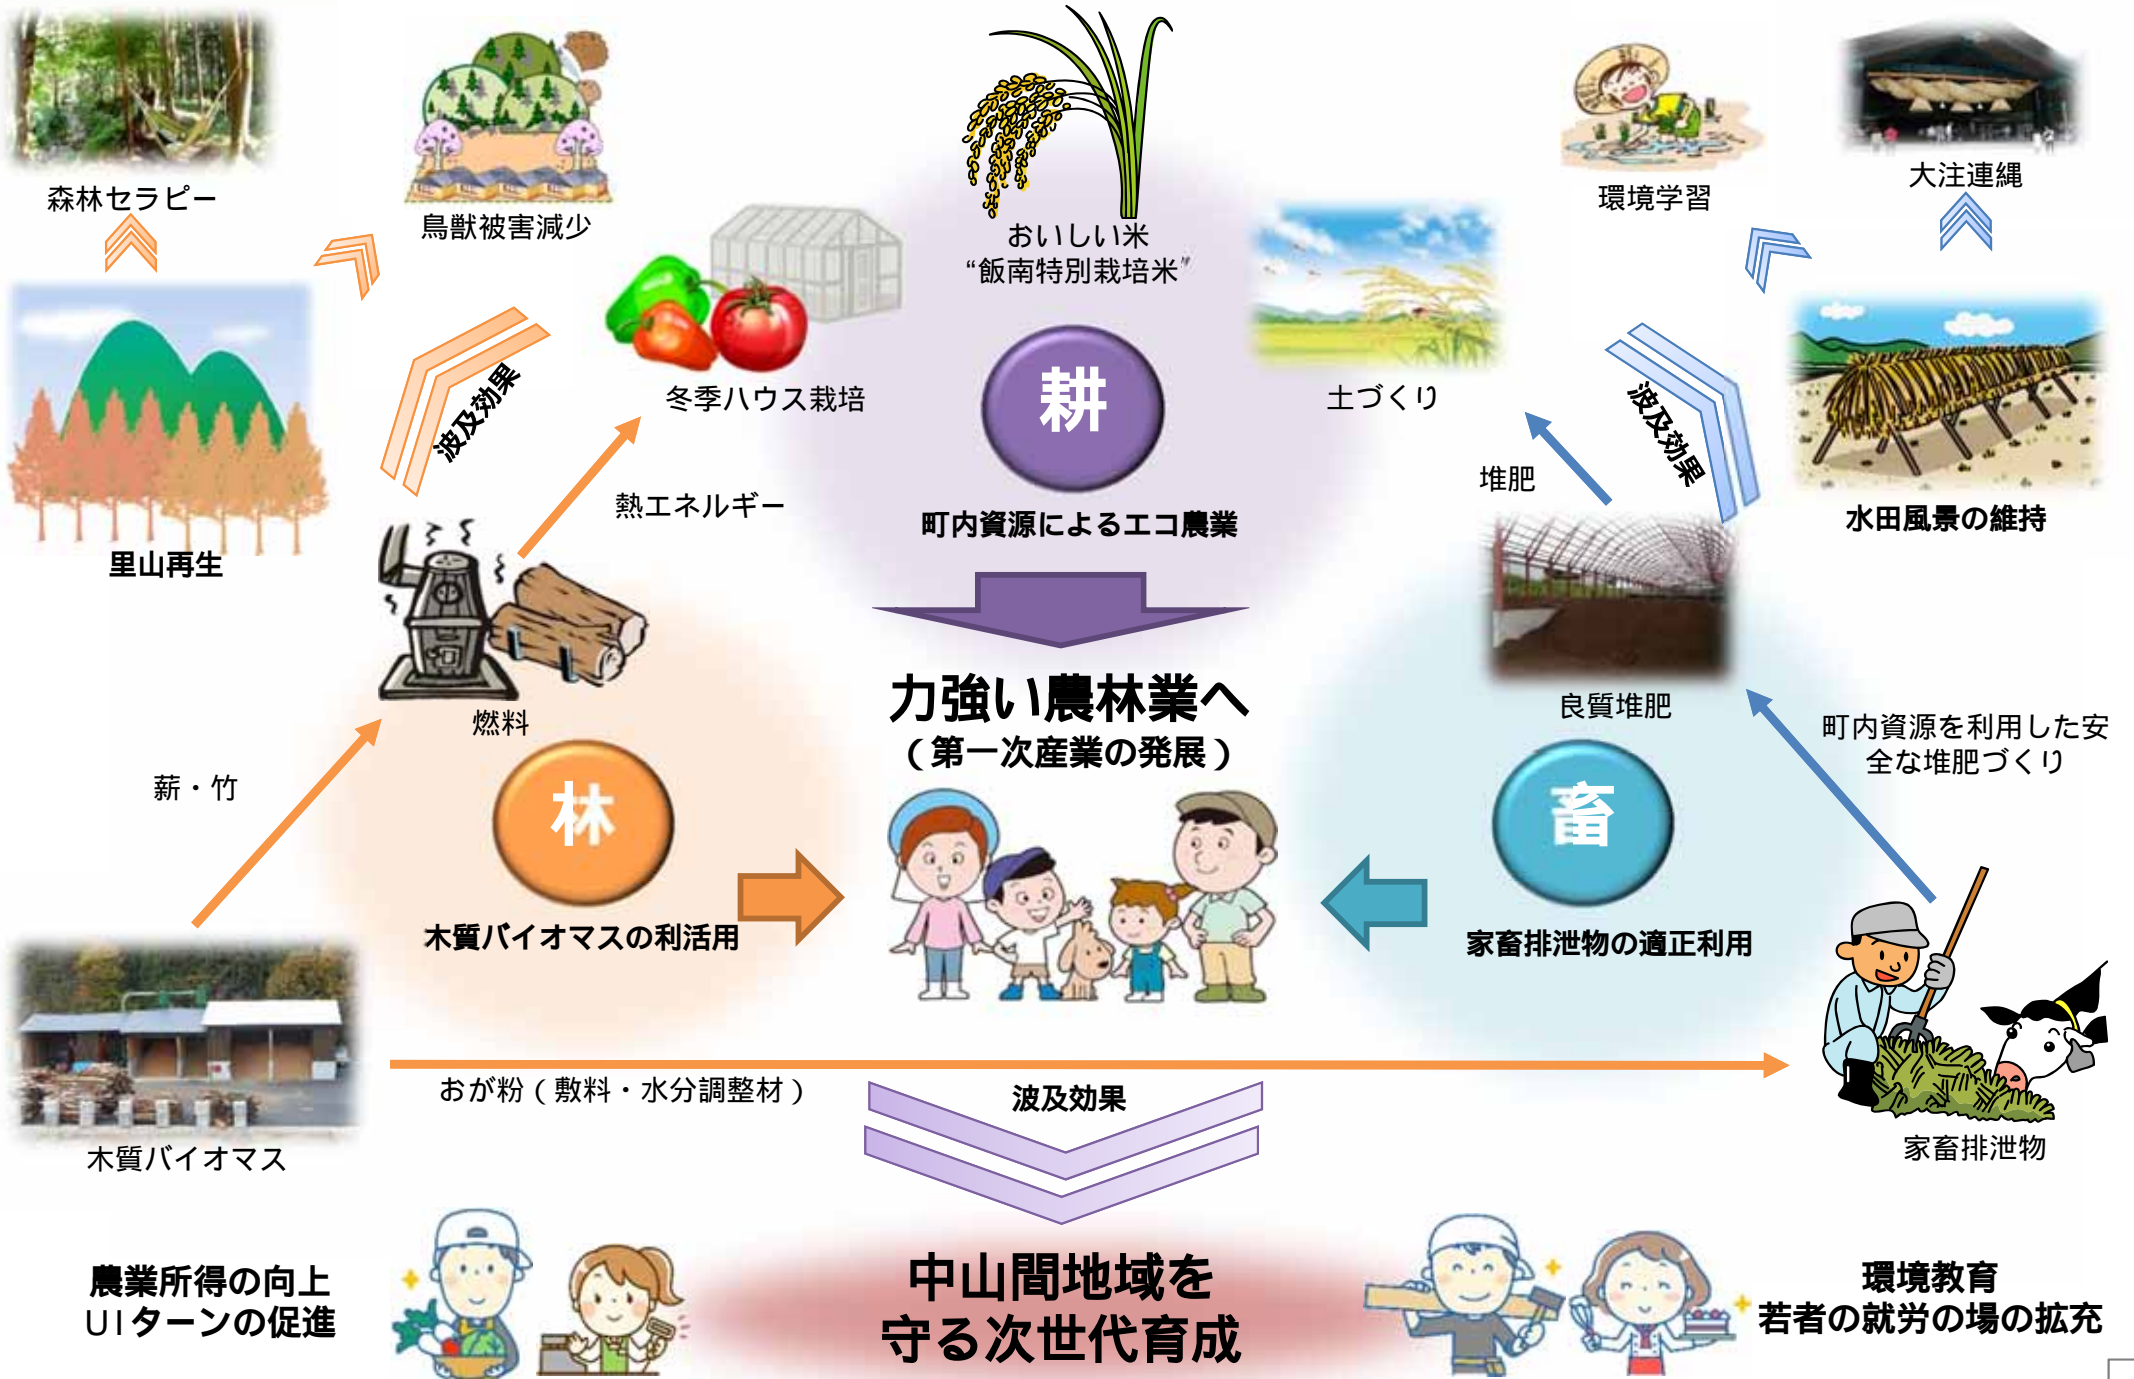 森林セラピー
鳥獣被害減少
おいしい米
“飯南特別栽培米”
環境学習
大注連縄
里山再生
波及効果
冬季ハウス栽培
耕
土づくり
波及効果
水田風景の維持
熱エネルギー
町内資源によるエコ農業
堆肥
燃料
力強い農林業へ
(第一次産業の発展)
良質堆肥
町内資源を利用した安
全な堆肥づくり
薪・竹
林
畜
木質バイオマスの利活用
家畜排泄物の適正利用
おが粉(敷料・水分調整材)
波及効果
木質バイオマス
家畜排泄物
農業所得の向上
UIターンの促進
中山間地域を
守る次世代育成
環境教育
若者の就労の場の拡充